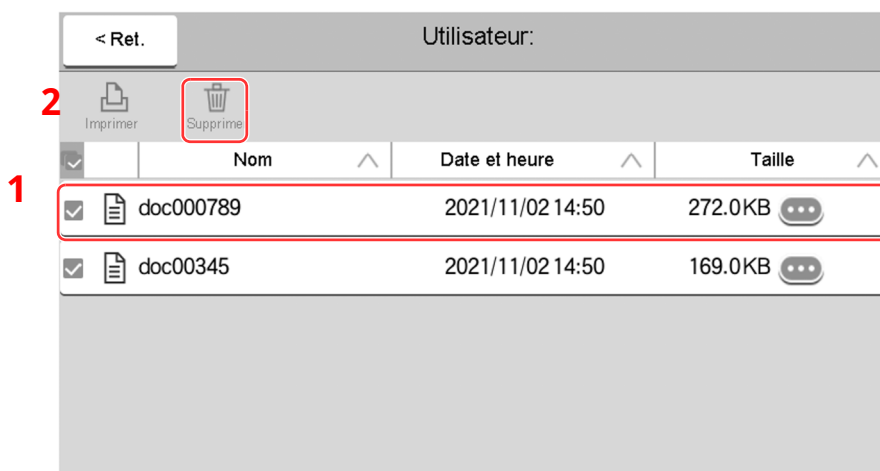 < Ret.
Utilisateur:
2
Imprimer
Supprime
Nom
Date et heure
Taille
1
doc000789
2021/11/02 14:50
272.0KB
doc00345
2021/11/02 14:50
169.0KB